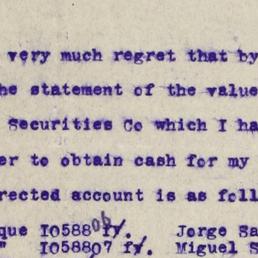 very much regret that by
he statement of the value
Securities Co which I ha
er to obtain cash for my
rected account is as foll
que I058806 fy. Jorge Sa
" I058807 fy. Miguel S